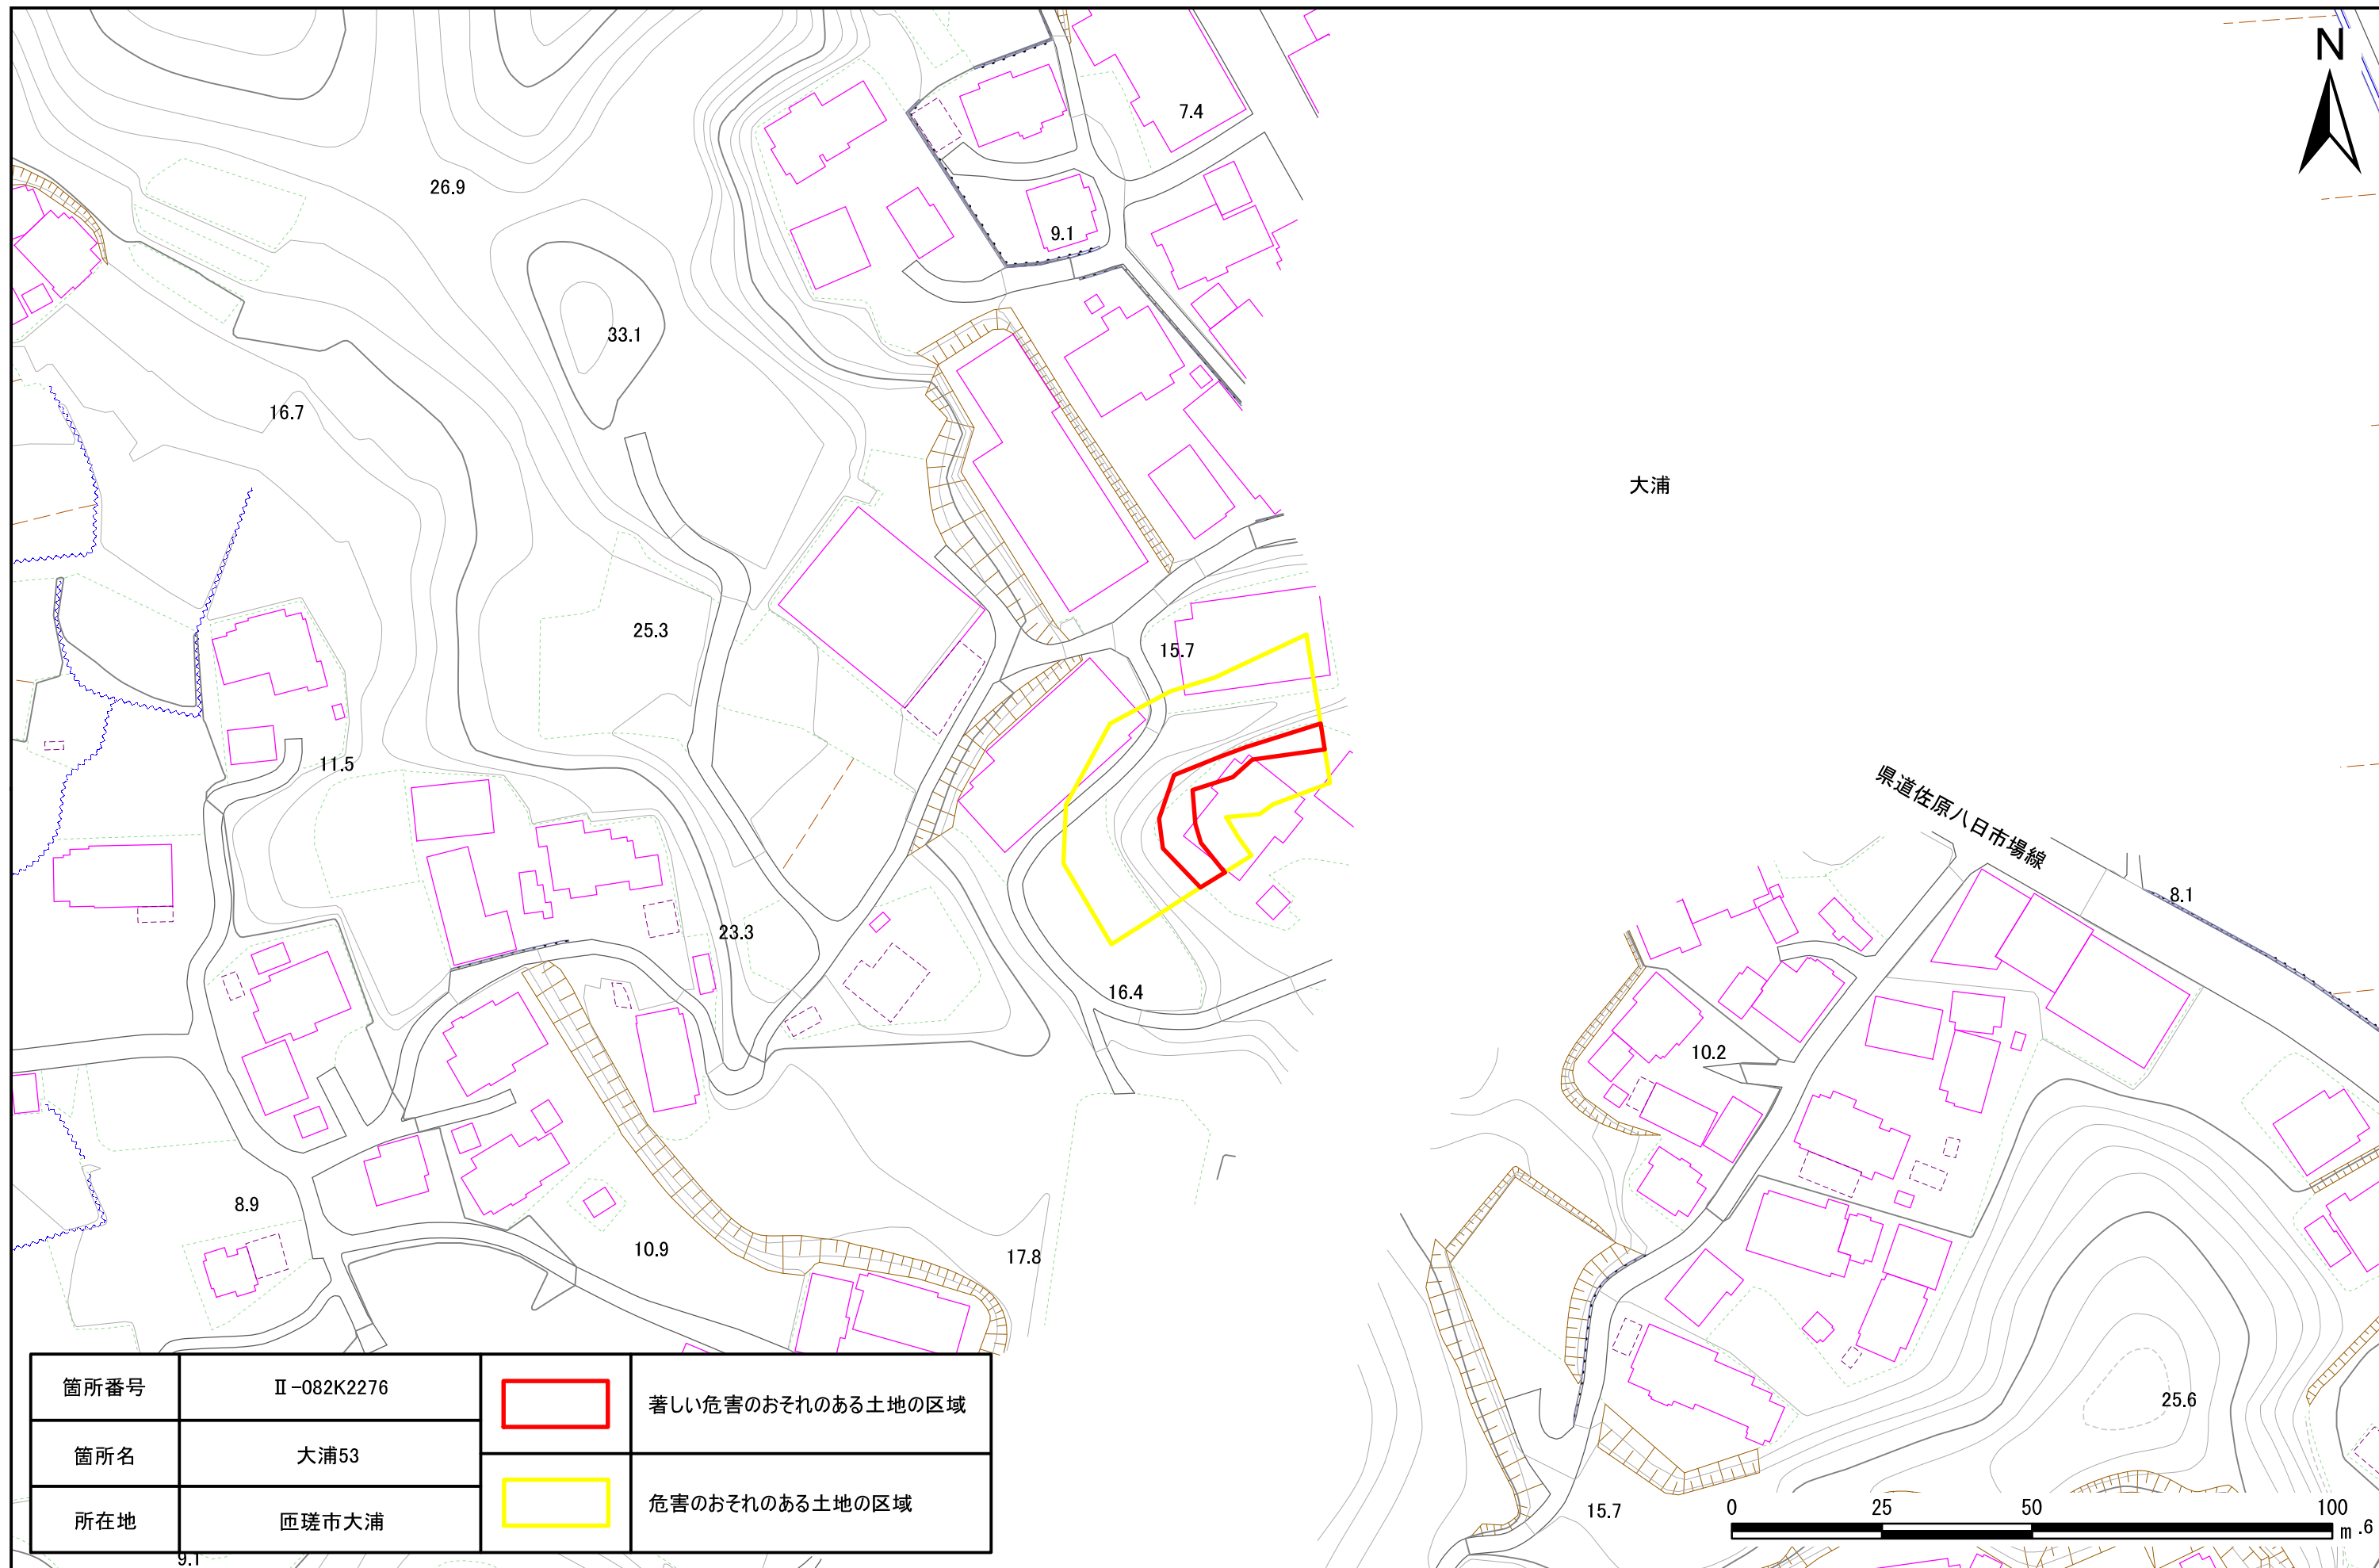 N
7.4
26.9
9.1
33.1
16.7
大浦
25.3
15.7
11.5
県道佐原八日市場線
8.1
23.3
16.4
10.2
8.9
10.9
17.8
25.6
15.7
9.1
箇所番号 Ⅱ-082K2276
箇所名 大浦53
所在地 匝瑳市大浦
著しい危害のおそれのある土地の区域
危害のおそれのある土地の区域
0 25 50 100
m .6